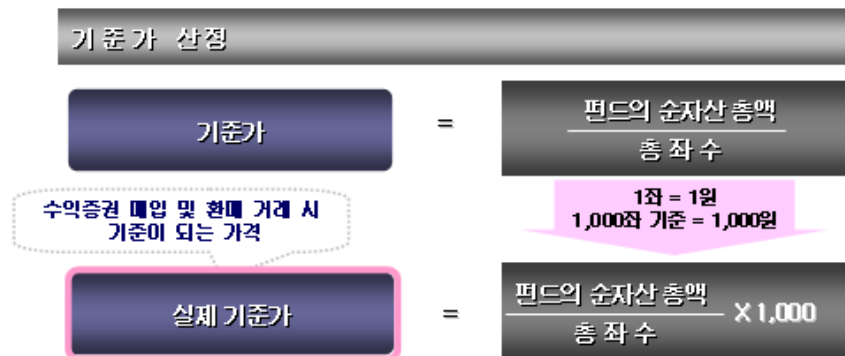 기 준 가 산 정
기준가
=
펀드의 순자산 총액
총 좌 수
수익증권 매입 및 환매 거래 시
기준이 되는 가격
1좌 = 1원
1,000좌 기준 = 1,000원
실제 기준가
=
펀드의 순자산 총액
총 좌 수
X 1,000